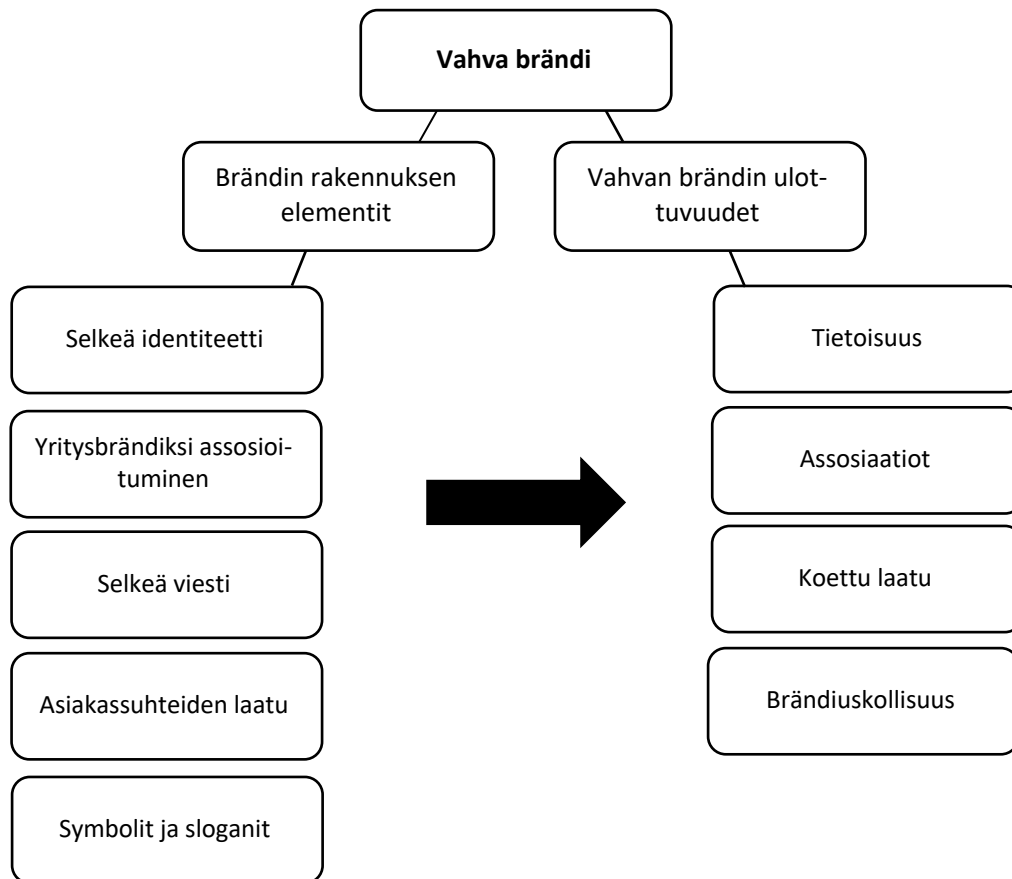 Vahva brändi
Brändin rakennuksen
elementit
Vahvan brändin ulot-
tuvuudet
Selkeä identiteetti
Yritysbrändiksi assosioi-
tuminen
Selkeä viesti
Asiakassuhteiden laatu
Symbolit ja sloganit
Tietoisuus
Assosiaatiot
Koettu laatu
Brändiuskollisuus